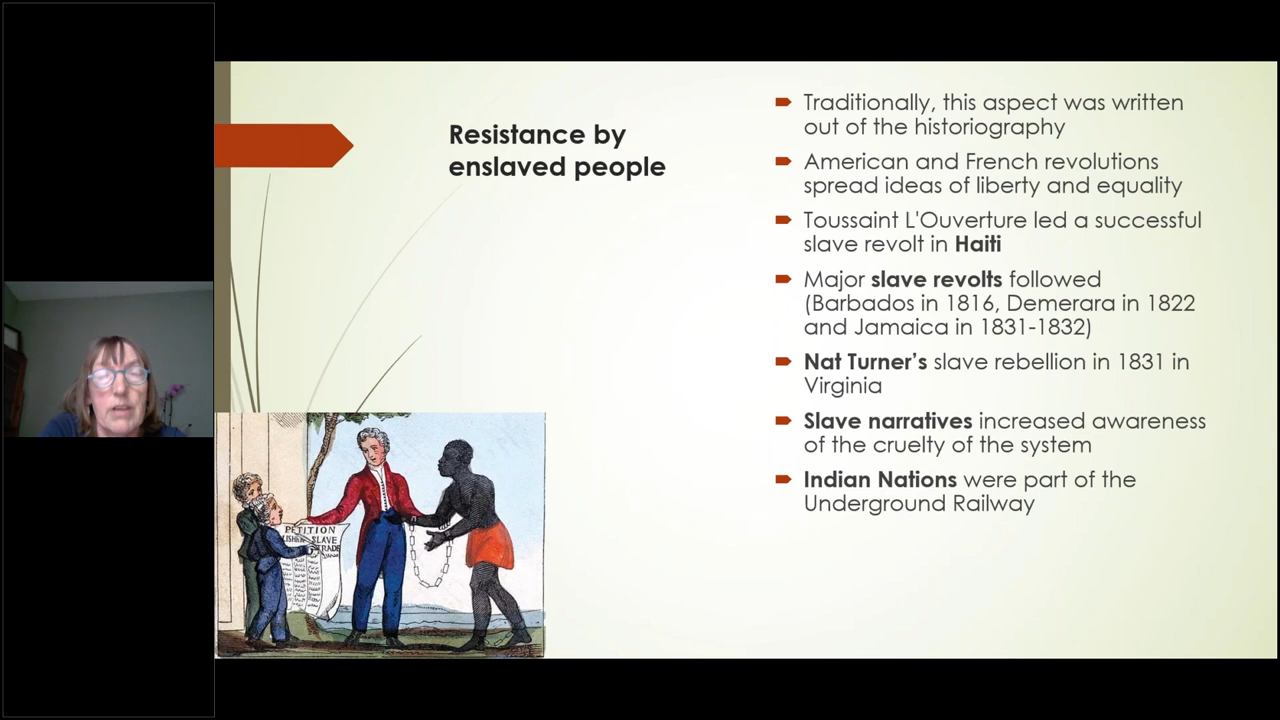 Resistance by
enslaved people
Traditionally, this aspect was written
out of the historiography
American and French revolutions
spread ideas of liberty and equality
Toussaint L'Ouverture led a successful
slave revolt in Haiti
Major slave revolts followed
(Barbados in 1816, Demerara in 1822
and Jamaica in 1831-1832)
Nat Turner’s slave rebellion in 1831 in
Virginia
Slave narratives increased awareness
of the cruelty of the system
Indian Nations were part of the
Underground Railway
PETITION
SLAVE
TRADE